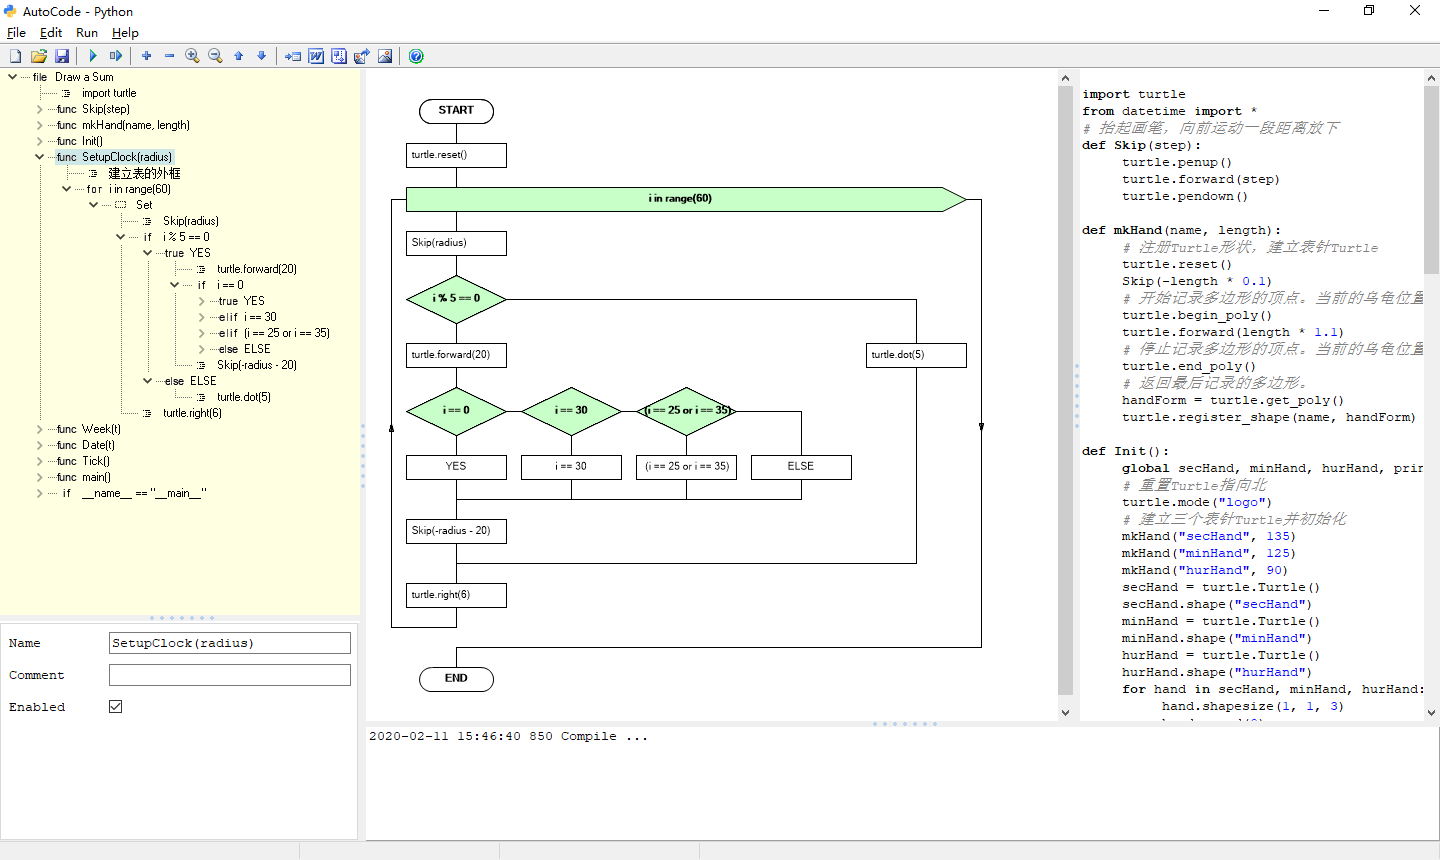 AutoCode - Python
File Edit Run Help
file Draw a Sum
import turtle
func Skip(step)
func mkHand(name, length)
func Init()
func SetupClock(radius)
建立表的外框
for i in range(60)
Set
Skip(radius)
if i % 5 == 0
true YES
turtle.forward(20)
if i == 0
true YES
elif i == 30
elif (i == 25 or i == 35)
else ELSE
Skip(-radius - 20)
else ELSE
turtle.dot(5)
turtle.right(6)
func Week(t)
func Date(t)
func Tick()
func main()
if __name__ == "__main__"
Name SetupClock(radius)
Comment
Enabled
START
turtle.reset()
i in range(60)
Skip(radius)
i % 5 == 0
turtle.forward(20)
turtle.dot(5)
i == 0
i == 30
(i == 25 or i == 35)
YES
i == 30
(i == 25 or i == 35)
ELSE
Skip(-radius - 20)
turtle.right(6)
END
import turtle
from datetime import *
# 抬起画笔，向前运动一段距离放下
def Skip(step):
turtle.penup()
turtle.forward(step)
turtle.pendown()
def mkHand(name, length):
# 注册Turtle形状，建立表针Turtle
turtle.reset()
Skip(-length * 0.1)
# 开始记录多边形的顶点。当前的乌龟位置
turtle.begin_poly()
turtle.forward(length * 1.1)
# 停止记录多边形的顶点。当前的乌龟位置
turtle.end_poly()
# 返回最后记录的多边形。
handForm = turtle.get_poly()
turtle.register_shape(name, handForm)
def Init():
global secHand, minHand, hurHand, prin
# 重置Turtle指向北
turtle.mode("logo")
# 建立三个表针Turtle并初始化
mkHand("secHand", 135)
mkHand("minHand", 125)
mkHand("hurHand", 90)
secHand = turtle.Turtle()
secHand.shape("secHand")
minHand = turtle.Turtle()
minHand.shape("minHand")
hurHand = turtle.Turtle()
hurHand.shape("hurHand")
for hand in secHand, minHand, hurHand:
hand.shapesize(1, 1, 3)
2020-02-11 15:46:40 850 Compile ...